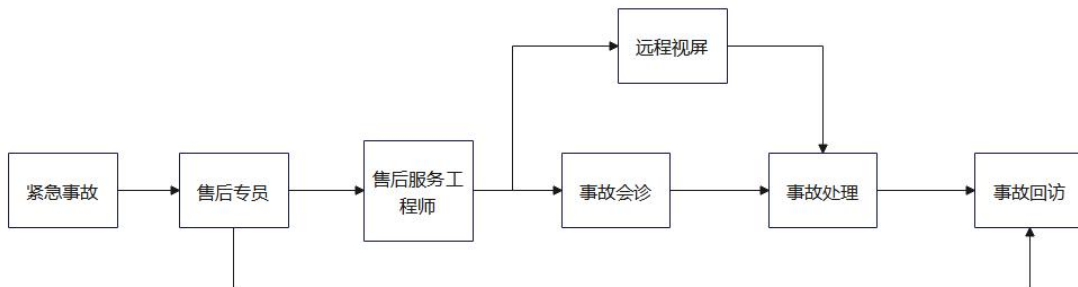 远程视屏
紧急事故
售后专员
售后服务工
程师
事故会诊
事故处理
事故回访